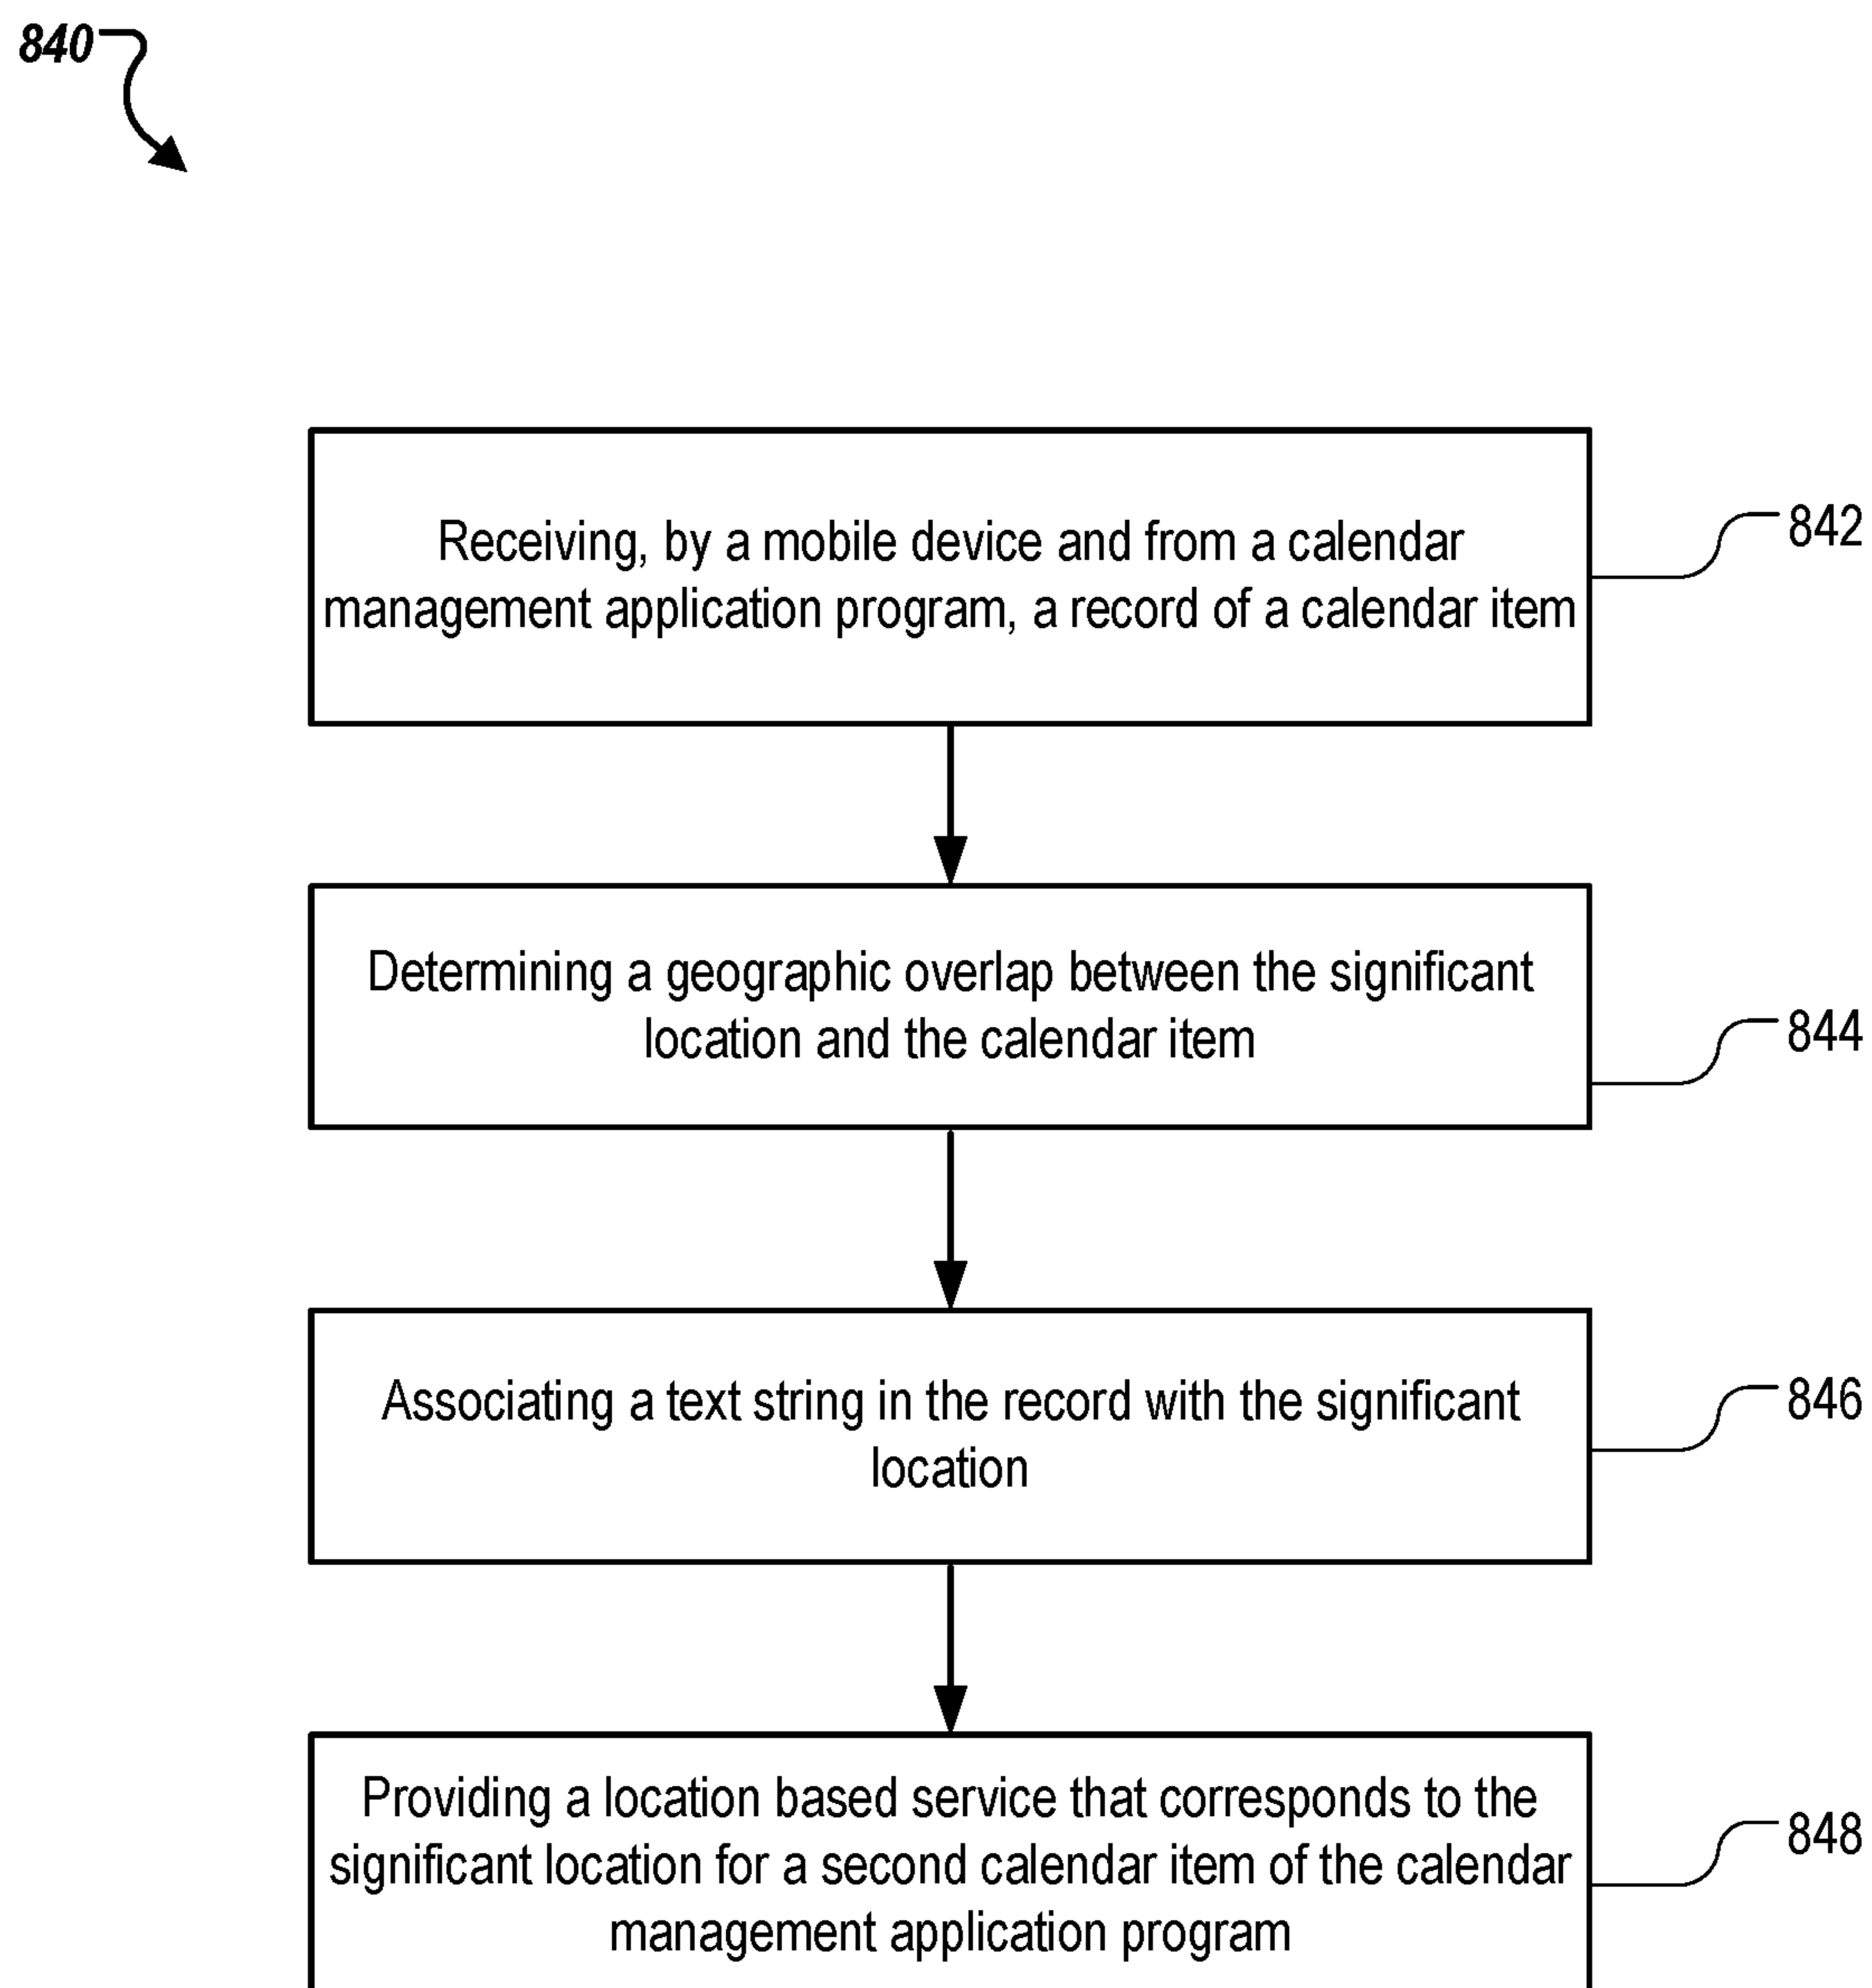 840
Receiving, by a mobile device and from a calendar
management application program, a record of a calendar item
842
Determining a geographic overlap between the significant
location and the calendar item
844
Associating a text string in the record with the significant
location
846
Providing a location based service that corresponds to the
significant location for a second calendar item of the calendar
management application program
848